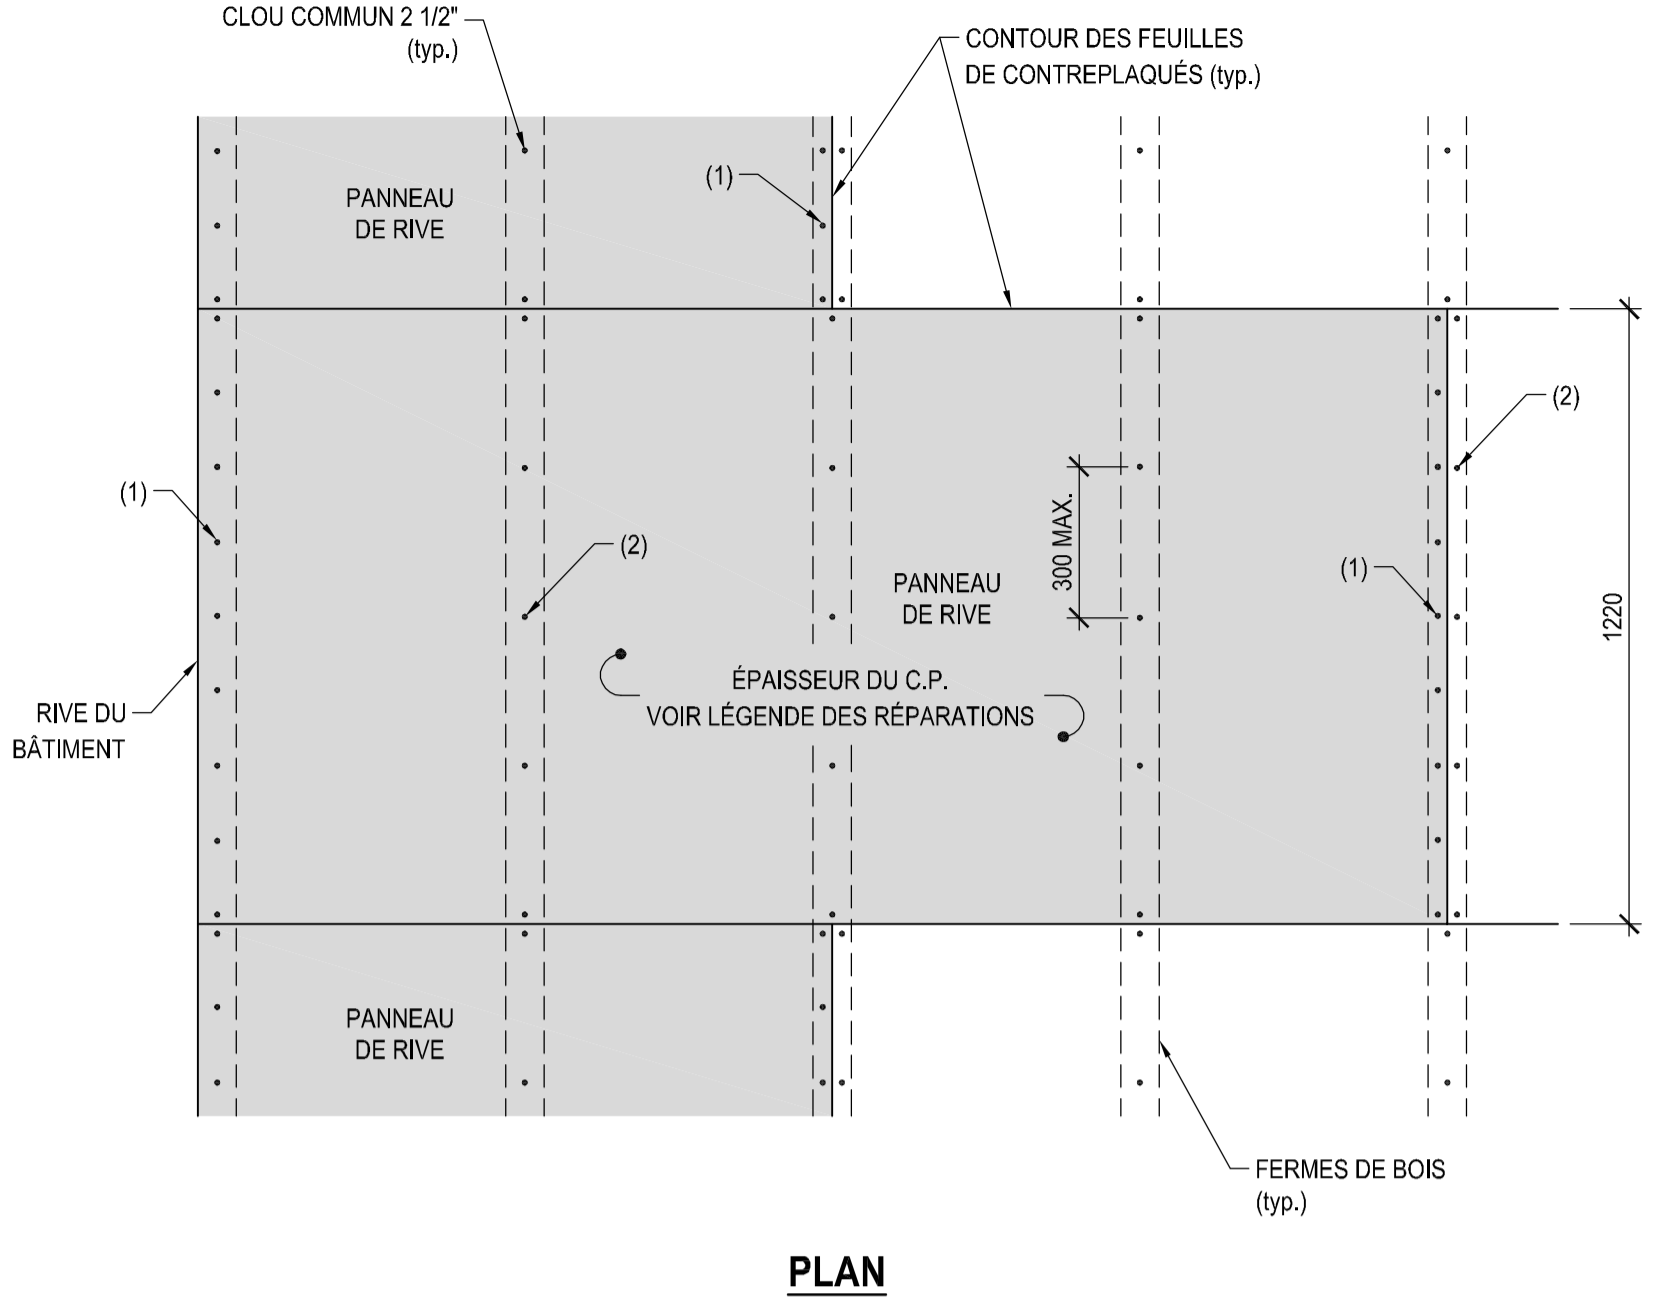 CLOU COMMUN 2 1/2"
(typ.)
CONTOUR DES FEUILLES
DE CONTREPLAQUÉS (typ.)
(1)
PANNEAU
DE RIVE
(2)
(1)
(2)
300 MAX.
PANNEAU
DE RIVE
(1)
1220
ÉPAISSEUR DU C.P.
VOIR LÉGENDE DES RÉPARATIONS
RIVE DU
BÂTIMENT
PANNEAU
DE RIVE
FERMES DE BOIS
(typ.)
PLAN